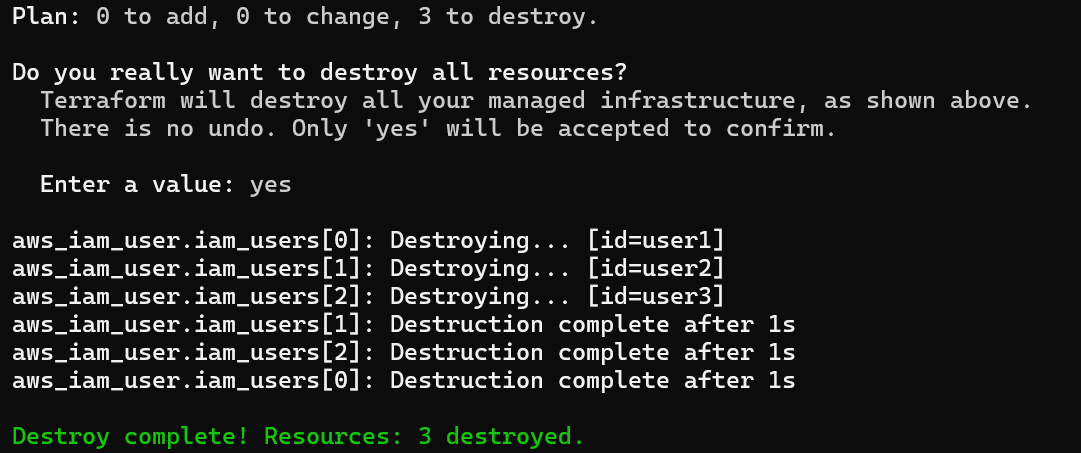 Plan: 0 to add, 0 to change, 3 to destroy.
Do you really want to destroy all resources?
Terraform will destroy all your managed infrastructure, as shown above.
There is no undo. Only 'yes' will be accepted to confirm.
Enter a value: yes
aws_iam_user.iam_users[0]: Destroying... [id=user1]
aws_iam_user.iam_users[1]: Destroying... [id=user2]
aws_iam_user.iam_users[2]: Destroying... [id=user3]
aws_iam_user.iam_users[1]: Destruction complete after 1s
aws_iam_user.iam_users[2]: Destruction complete after 1s
aws_iam_user.iam_users[0]: Destruction complete after 1s
Destroy complete! Resources: 3 destroyed.